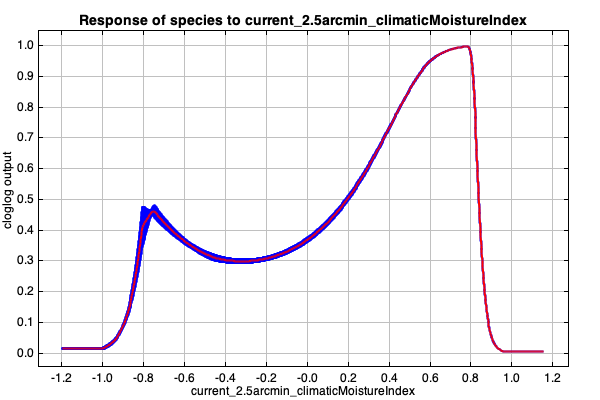 Response of species to current_2.5arcmin_climaticMoistureIndex
1.0
0.9
0.8
0.7
0.6
0.5
0.4
0.3
0.2
0.1
0.0
cloglog output
-1.2 -1.0 -0.8 -0.6 -0.4 -0.2 0.0 0.2 0.4 0.6 0.8 1.0 1.2
current_2.5arcmin_climaticMoistureIndex